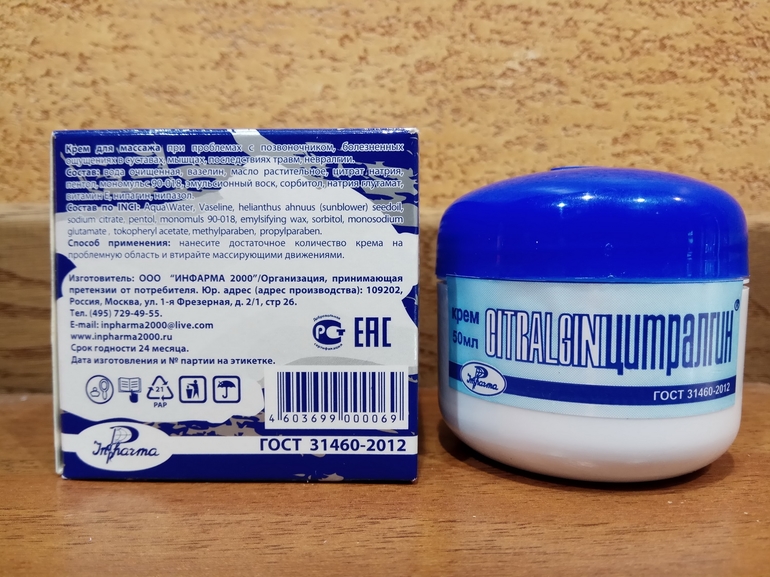 Крем для массажа при проблемах с позвоночником, болезненных
ощущениях в суставах, мышцах, последствиях травм, невралгии.
Состав: вода очищенная, вазелин, масло растительное, цитрат натрия,
пентол, мономульс 90-018, эмульсионный воск, сорбитол, натрия глутамат,
витамин Е, нипагин, нипазол.
Состав по INCI: Aqua\Water, Vaseline, helianthus ahnuus (sunblower) seedoil,
sodium citrate, pentol, monomuls 90-018, emylsifying wax, sorbitol, monosodium
glutamate, tokopheryl acetate, methylparaben, propylparaben.
Способ применения: нанесите достаточное количество крема на
проблемную область и втирайте массирующими движениями.
Изготовитель: ООО "ИНФАРМА 2000"/Организация, принимающая
претензии от потребителя. Юр. адрес (адрес производства): 109202,
Россия, Москва, ул. 1-я Фрезерная, д. 2/1, стр 26.
Тел. (495) 729-49-55.
E-mail: inpharma2000@live.com
www.inpharma2000.ru
Срок годности 24 месяца.
Дата изготовления и № партии на этикетке.
Добровольная
сертификация
РС
ЕАС
21
PAP
4 603699 000069
Inpharma
ГОСТ 31460-2012
крем
50мл
CITRALGIN цитралгин®
Inpharma
ГОСТ 31460-2012